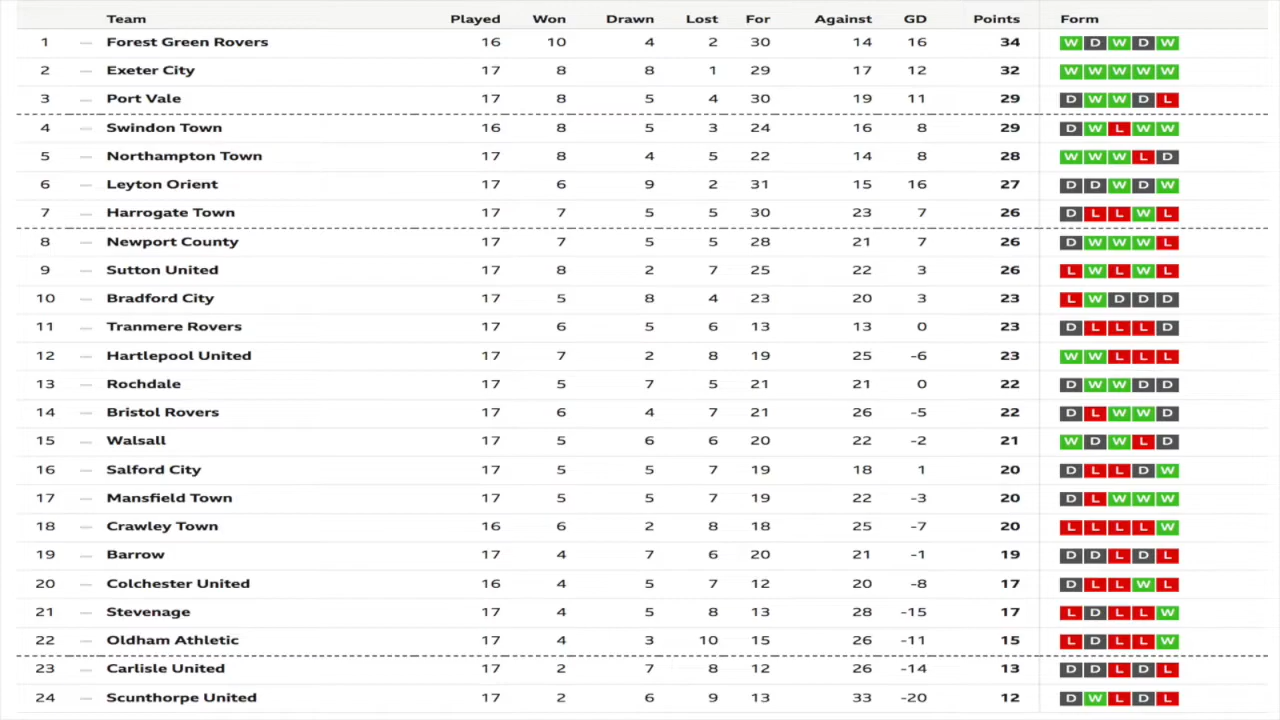 Team Played Won Drawn Lost For Against GD Points Form
1 Forest Green Rovers 16 10 4 2 30 14 16 34 W D W D W
2 Exeter City 17 8 8 1 29 17 12 32 W W W W W
3 Port Vale 17 8 5 4 30 19 11 29 D W W D L
4 Swindon Town 16 8 5 3 24 16 8 29 D W L W W
5 Northampton Town 17 8 4 5 22 14 8 28 W W W L D
6 Leyton Orient 17 6 9 2 31 15 16 27 D D W D W
7 Harrogate Town 17 7 5 5 30 23 7 26 D L L W L
8 Newport County 17 7 5 5 28 21 7 26 D W W W L
9 Sutton United 17 8 2 7 25 22 3 26 L W L W L
10 Bradford City 17 5 8 4 23 20 3 23 L W D D D
11 Tranmere Rovers 17 6 5 6 13 13 0 23 D L L L D
12 Hartlepool United 17 7 2 8 19 25 -6 23 W W L L L
13 Rochdale 17 5 7 5 21 21 0 22 D W W D D
14 Bristol Rovers 17 6 4 7 21 26 -5 22 D L W W D
15 Walsall 17 5 6 6 20 22 -2 21 W D W L D
16 Salford City 17 5 5 7 19 18 1 20 D L L D W
17 Mansfield Town 17 5 5 7 19 22 -3 20 D L W W W
18 Crawley Town 16 6 2 8 18 25 -7 20 L L L L W
19 Barrow 17 4 7 6 20 21 -1 19 D D L D L
20 Colchester United 16 4 5 7 12 20 -8 17 D L L W L
21 Stevenage 17 4 5 8 13 28 -15 17 L D L L W
22 Oldham Athletic 17 4 3 10 15 26 -11 15 L D L L W
23 Carlisle United 17 2 7 8 12 26 -14 13 D D L D L
24 Scunthorpe United 17 2 6 9 13 33 -20 12 D W L D L